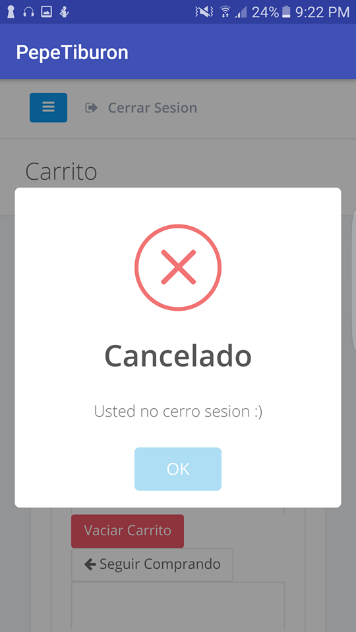 24% 9:22 PM
PepeTiburon
Cerrar Sesion
Carrito
Cancelado
Usted no cerro sesion :)
OK
Vaciar Carrito
Seguir Comprando